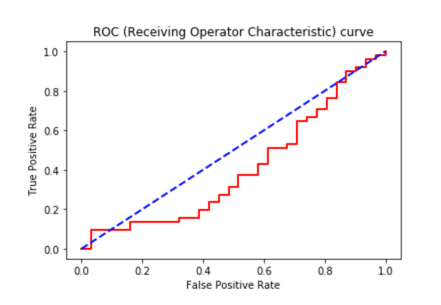 ROC (Receiving Operator Characteristic) curve
1.0
0.8
0.6
0.4
0.2
0.0
True Positive Rate
0.0 0.2 0.4 0.6 0.8 1.0
False Positive Rate